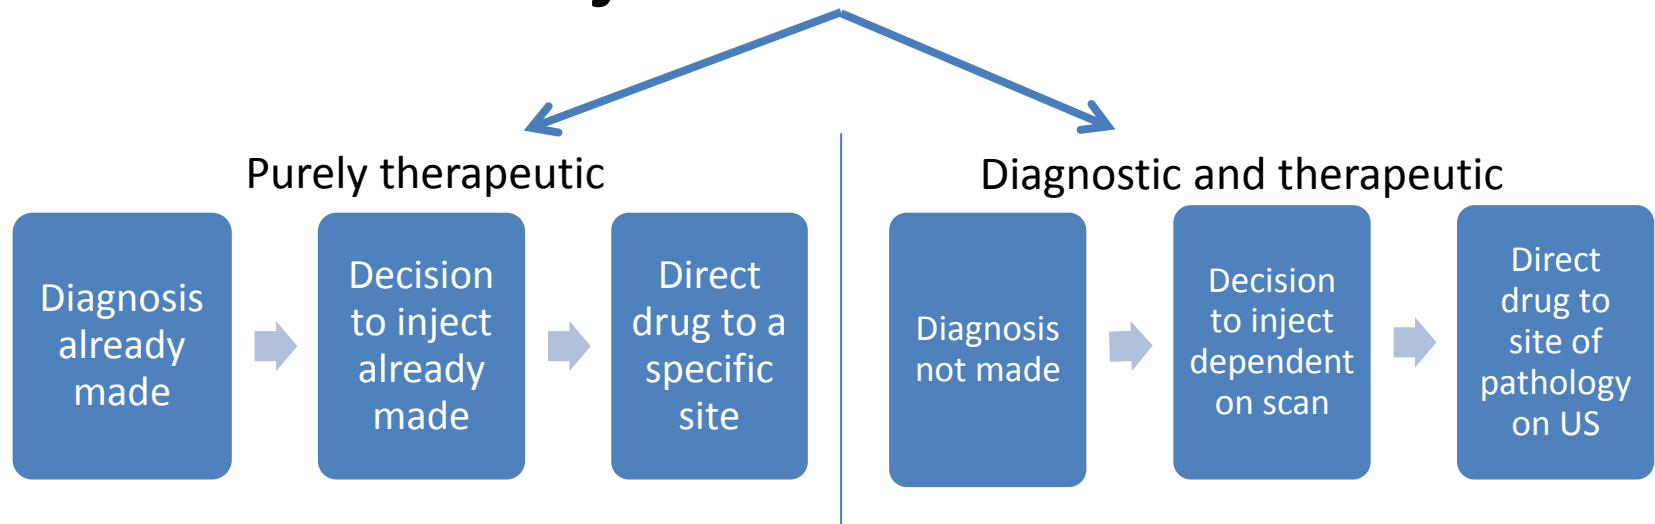 Purely therapeutic
Diagnosis
already
made
Decision
to inject
already
made
Direct
drug to a
specific
site
Diagnostic and therapeutic
Diagnosis
not made
Decision
to inject
dependent
on scan
Direct
drug to
site of
pathology
on US